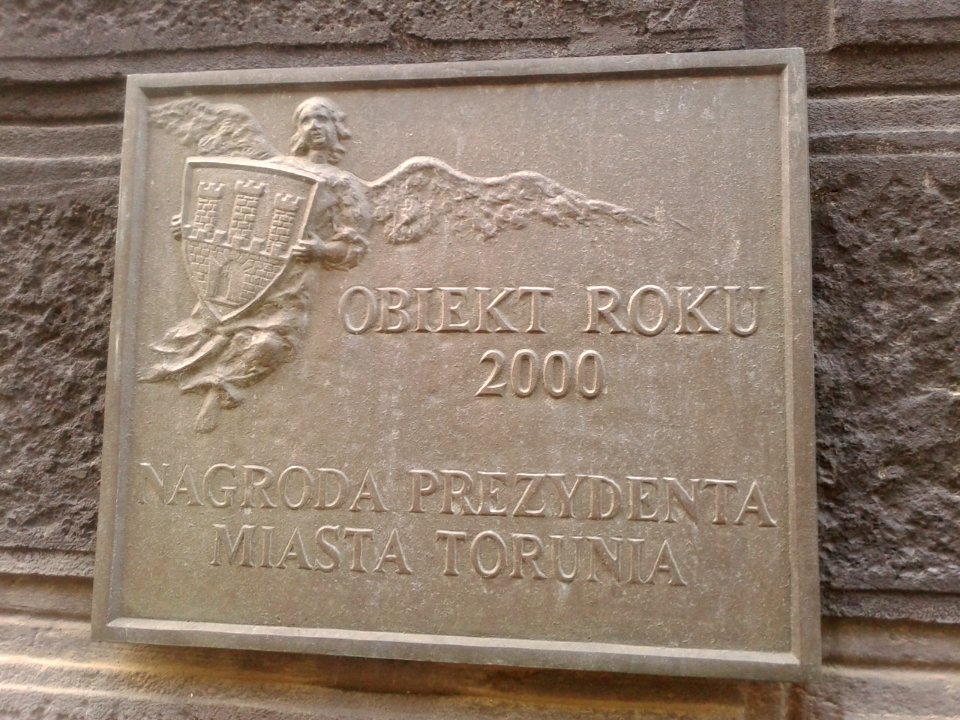 OBIEKT ROKU
2000
NAGRODA PREZYDENTA
MIASTA TORUNIA